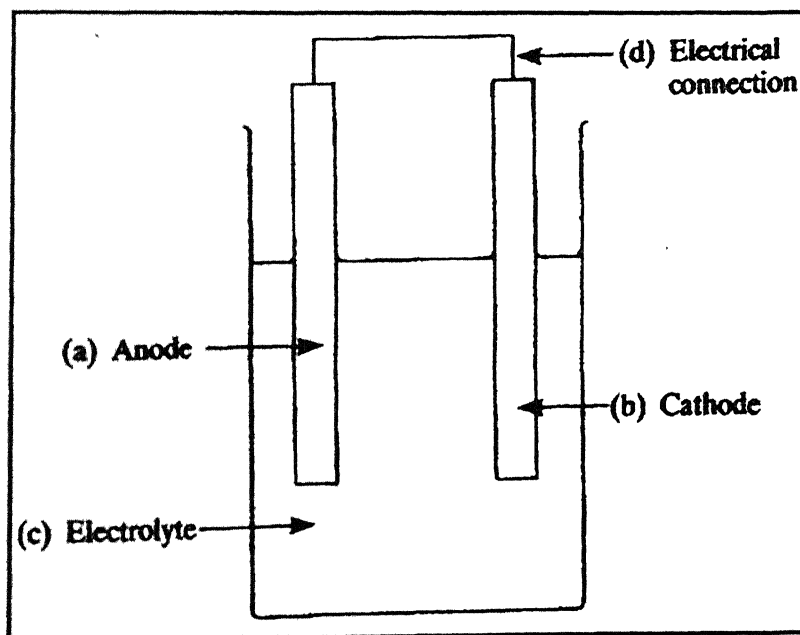 (d) Electrical
connection
(a) Anode
(b) Cathode
(c) Electrolyte